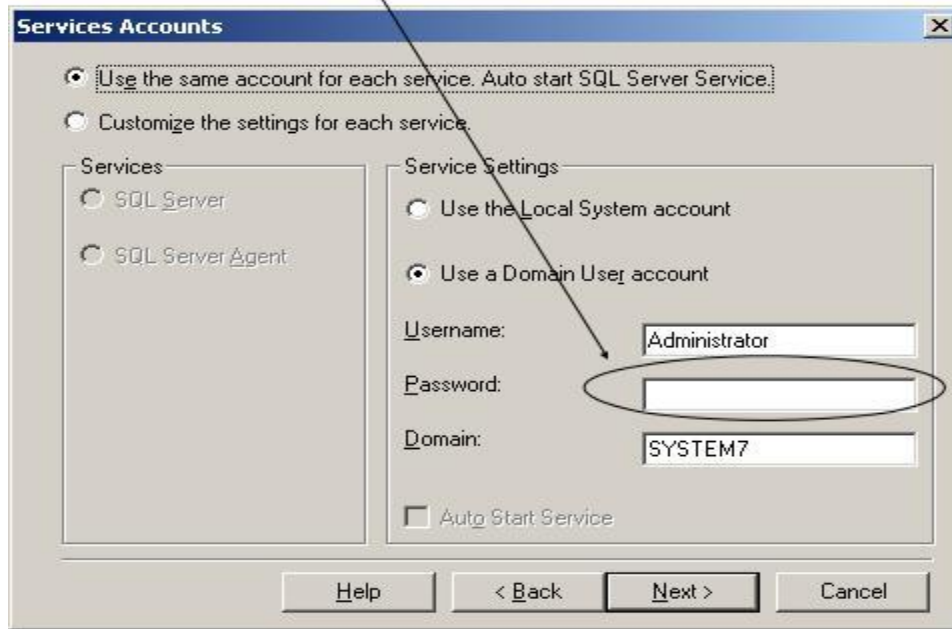 Services Accounts
Use the same account for each service. Auto start SQL Server Service.
Customize the settings for each service.
Services
SQL Server
SQL Server Agent
Service Settings
Use the Local System account
Use a Domain User account
Username:
Administrator
Password:
Domain:
SYSTEM7
Auto Start Service
Help
< Back
Next >
Cancel